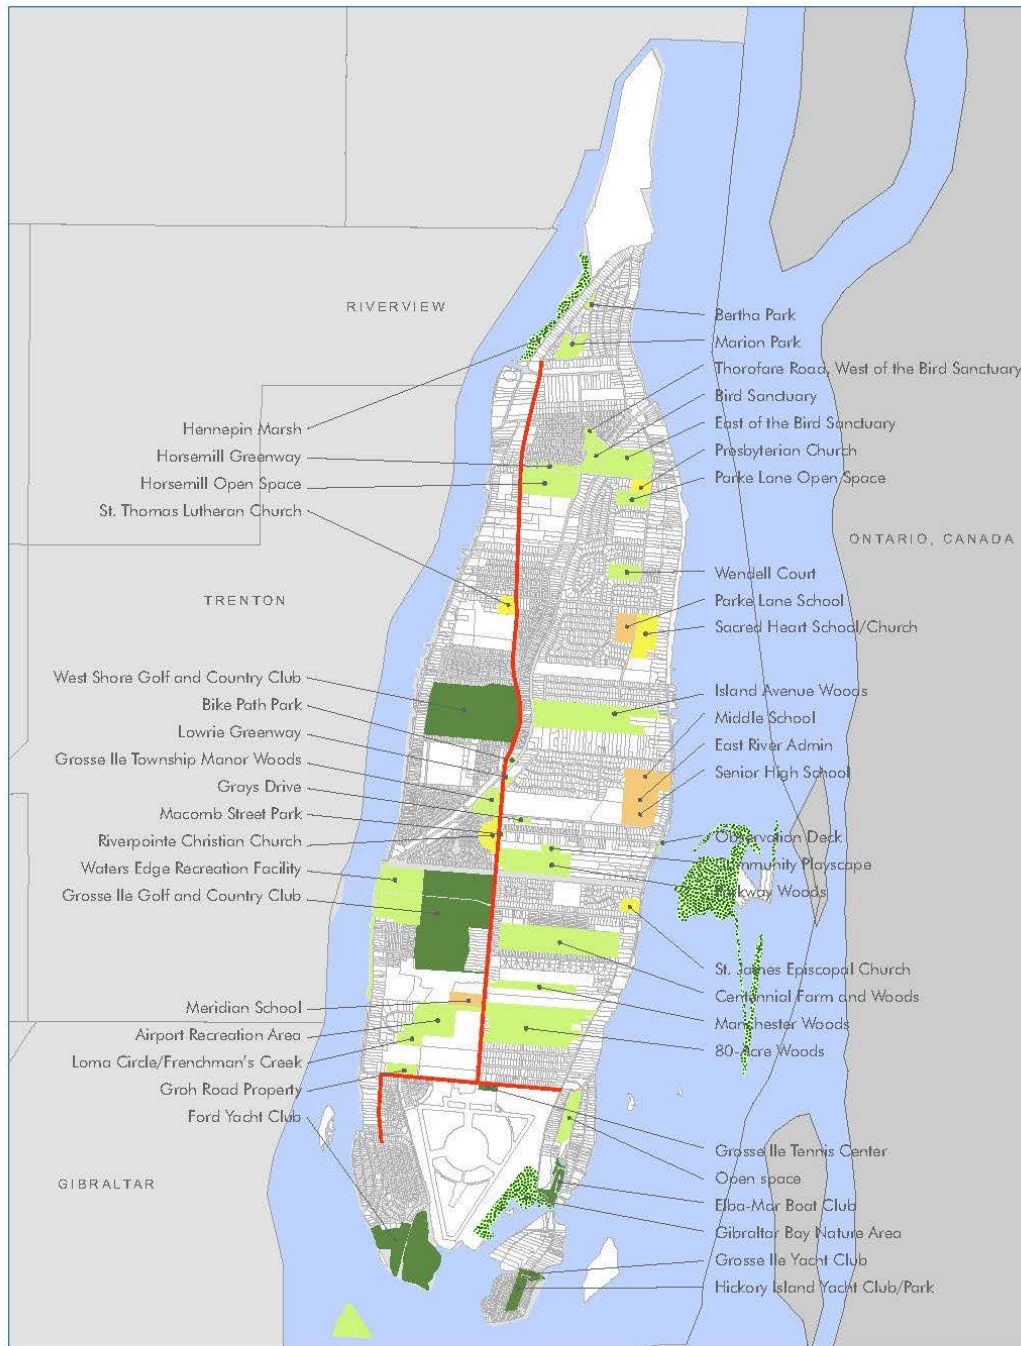 RIVERVIEW
Bertha Park
Marion Park
Thorofare Road, West of the Bird Sanctuary
Bird Sanctuary
East of the Bird Sanctuary
Presbyterian Church
Parke Lane Open Space
Hennepin Marsh
Horsemill Greenway
Horsemill Open Space
St. Thomas Lutheran Church
ONTARIO, CANADA
TRENTON
Wendell Court
Parke Lane School
Sacred Heart School/Church
West Shore Golf and Country Club
Bike Path Park
Lowrie Greenway
Grosse Ile Township Manor Woods
Grays Drive
Macomb Street Park
Riverpointe Christian Church
Waters Edge Recreation Facility
Grosse Ile Golf and Country Club
Island Avenue Woods
Middle School
East River Admin
Senior High School
Observation Deck
Community Playscape
Parkway Woods
St. James Episcopal Church
Centennial Farm and Woods
Manchester Woods
80-Acre Woods
Meridian School
Airport Recreation Area
Loma Circle/Frenchman's Creek
Groh Road Property
Ford Yacht Club
GIBRALTAR
Grosse Ile Tennis Center
Open space
Elba-Mar Boat Club
Gibraltar Bay Nature Area
Grosse Ile Yacht Club
Hickory Island Yacht Club/Park